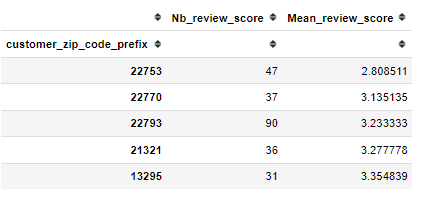 Nb_review_score Mean_review_score
customer_zip_code_prefix
22753 47 2.808511
22770 37 3.135135
22793 90 3.233333
21321 36 3.277778
13295 31 3.354839